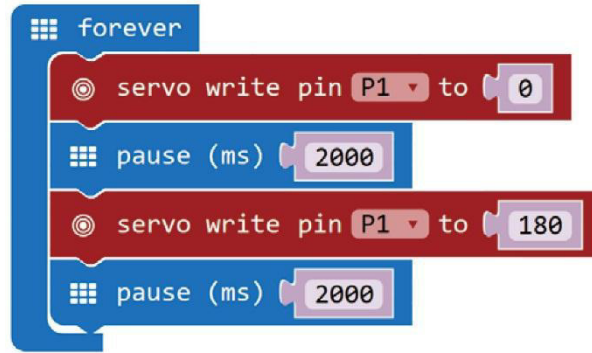 forever
servo write pin P1 to 0
pause (ms) 2000
servo write pin P1 to 180
pause (ms) 2000